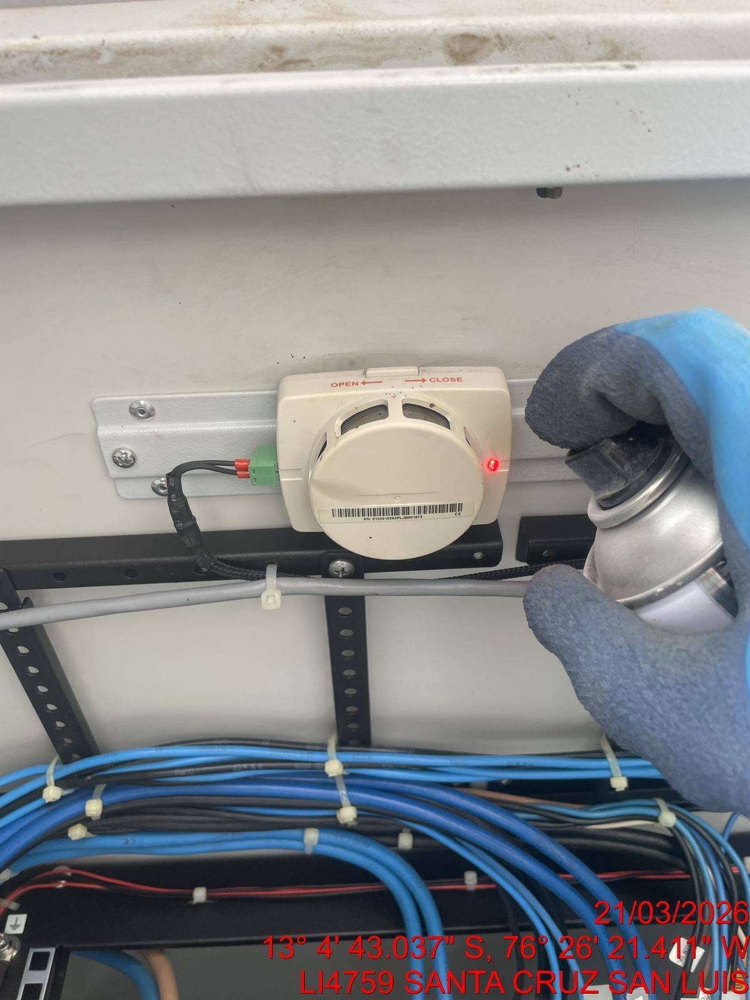 OPEN ← → CLOSE
SN: 2133010293PLJB001672 CE
21/03/2026
13° 4' 43.037" S, 76° 26' 21.411" W
LI4759 SANTA CRUZ SAN LUIS